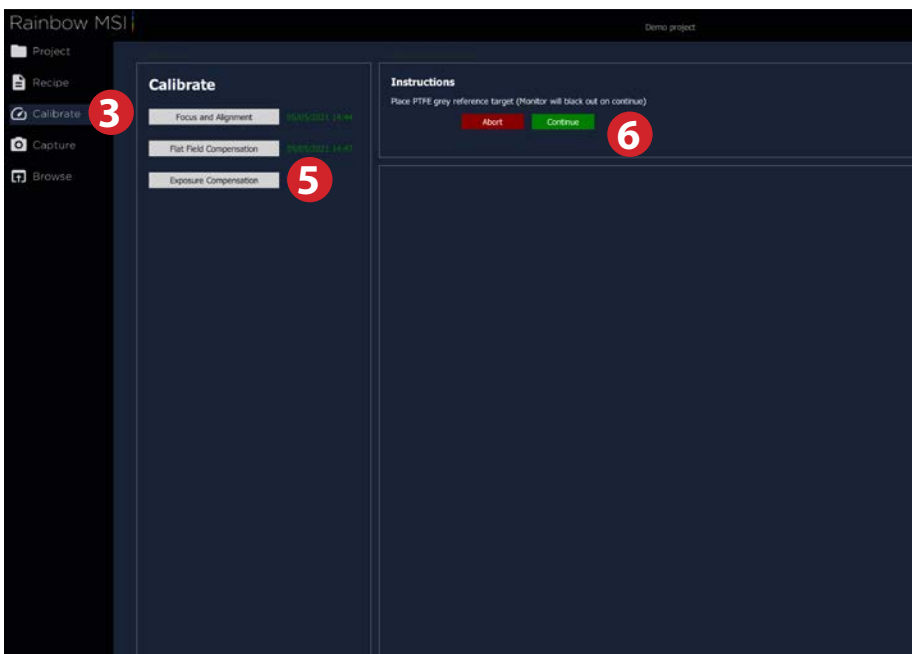 Rainbow MSI
Demo project
Project
Recipe
Calibrate
3
Capture
Browse
Calibrate
Focus and Alignment
Flat Field Compensation
Exposure Compensation
5
Instructions
Place PTFE grey reference target (Monitor will black out on continue)
Abort Continue
6